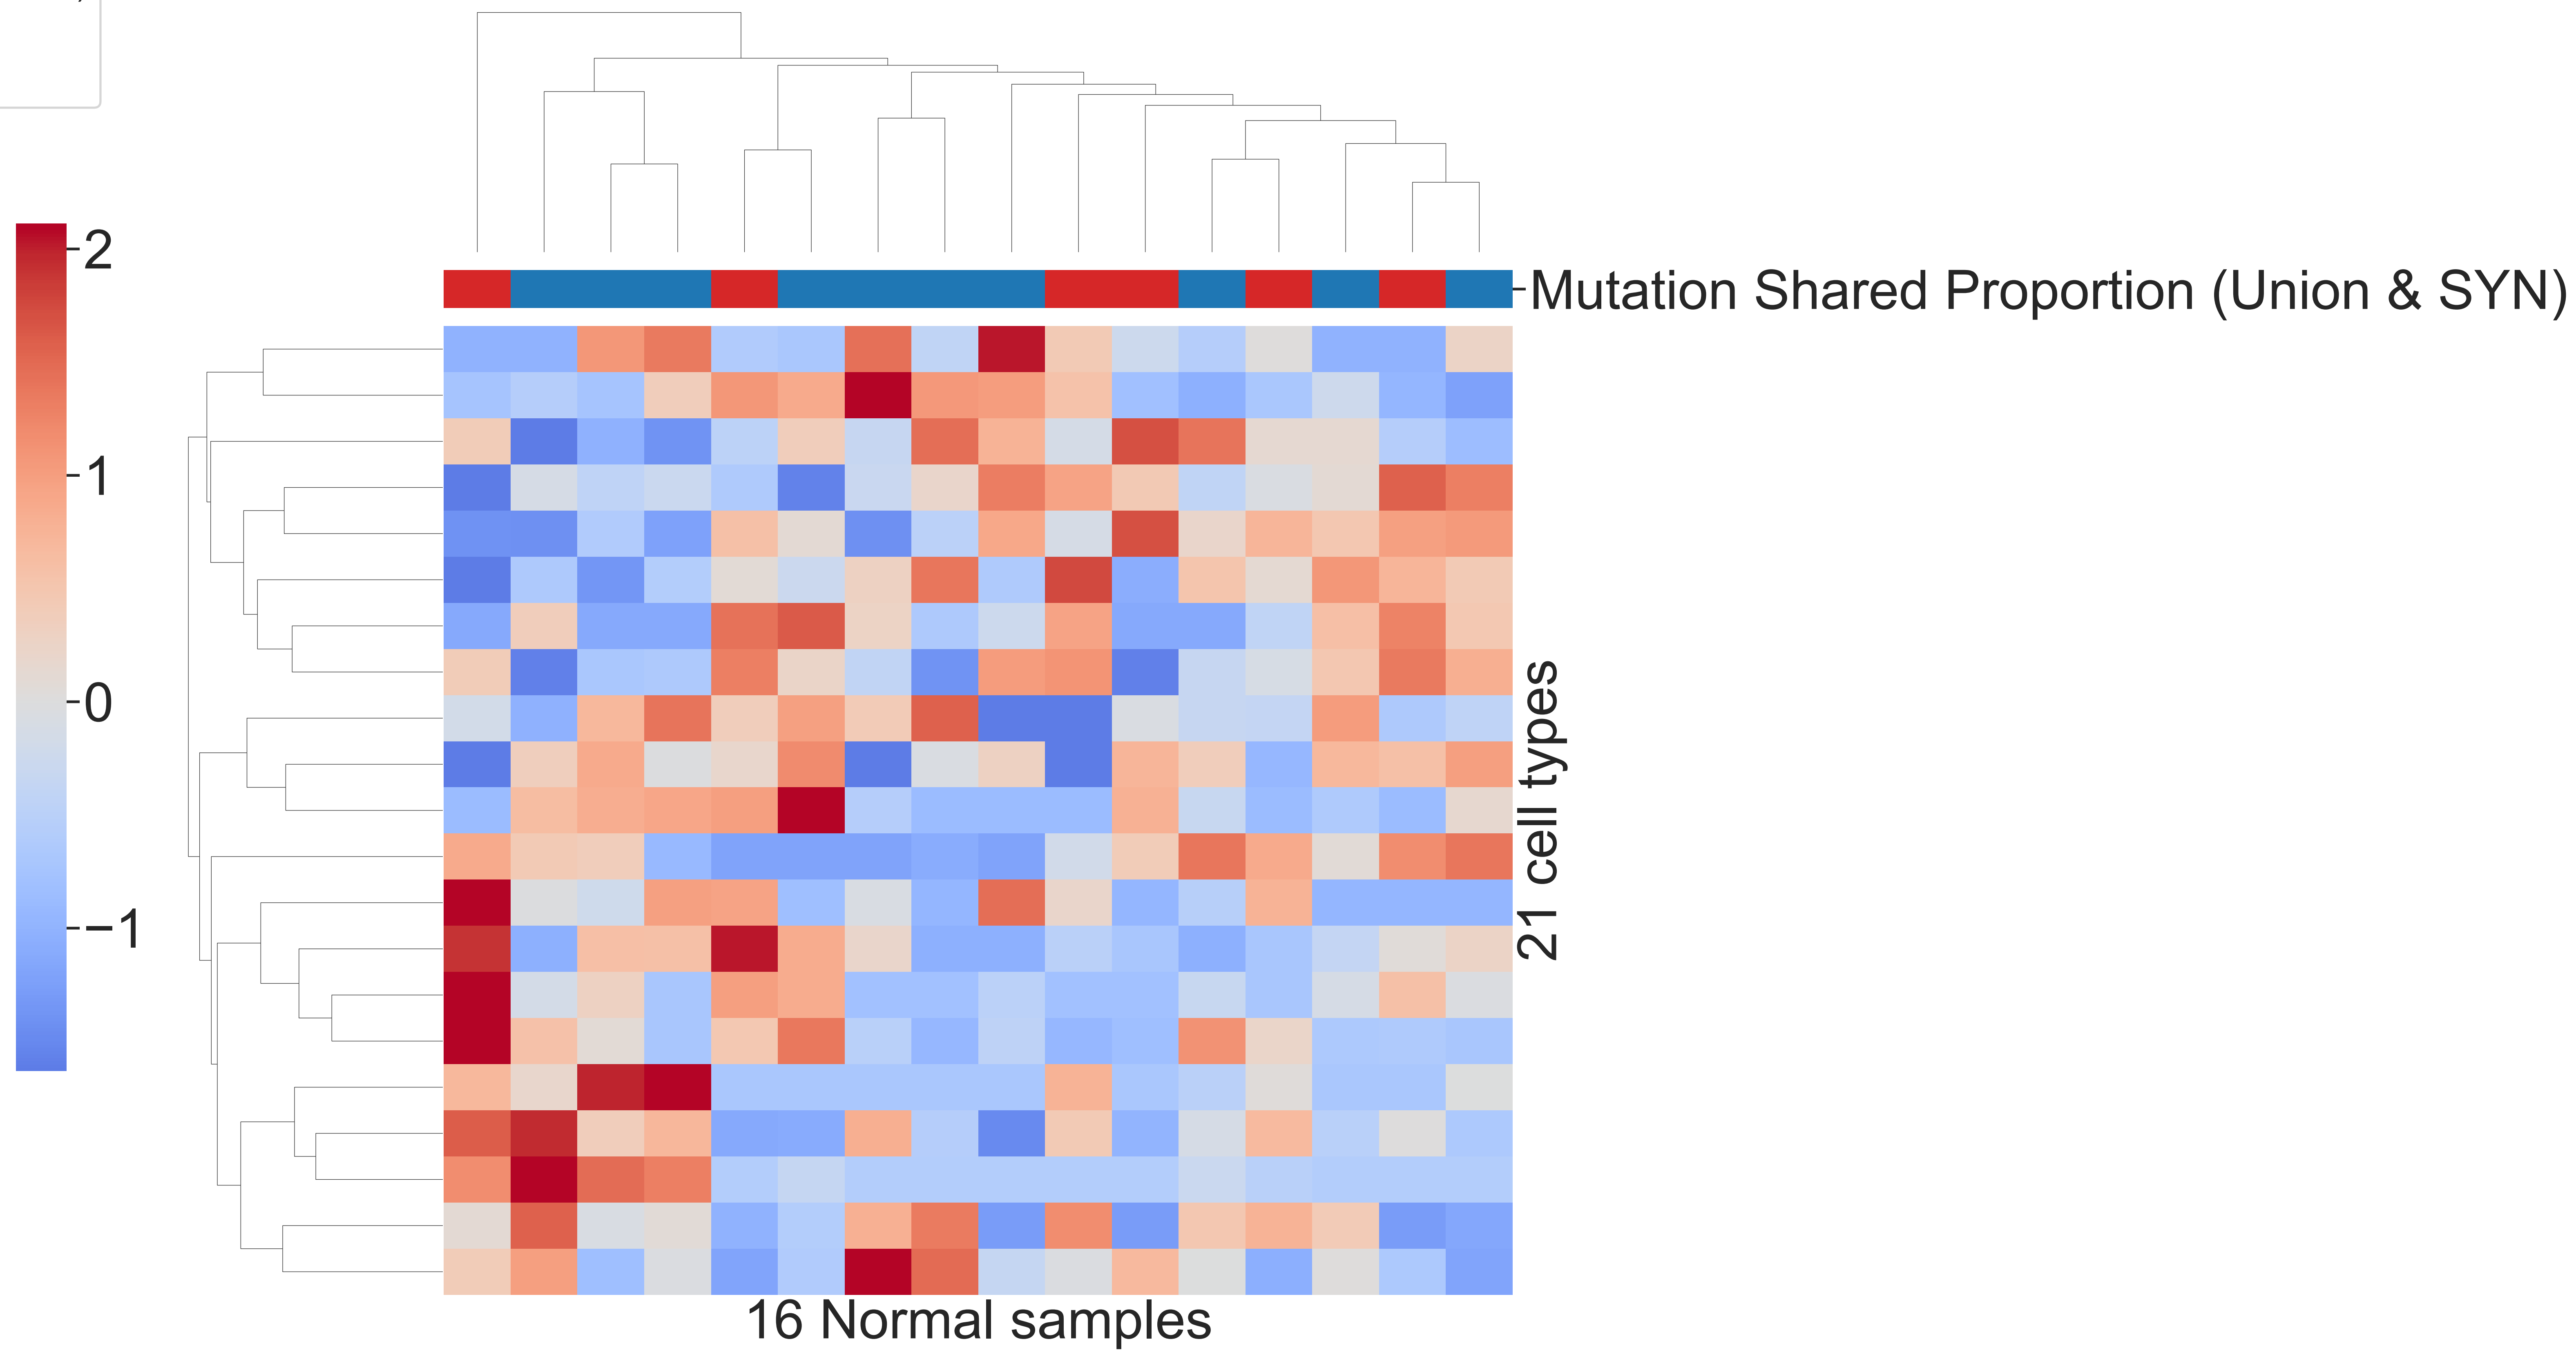 2
1
0
−1
Mutation Shared Proportion (Union & SYN)
21 cell types
16 Normal samples